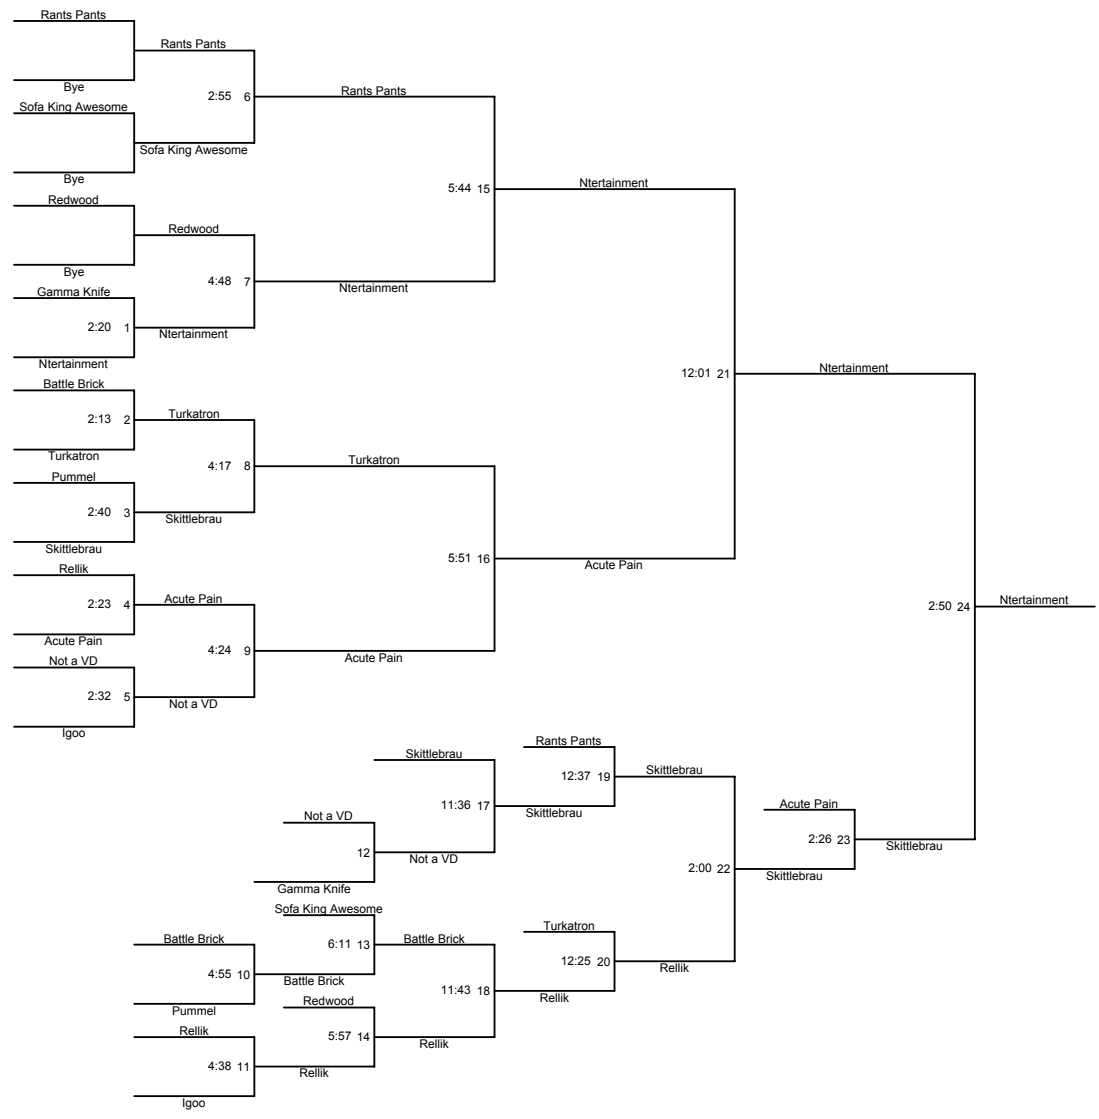 Rants Pants
Rants Pants
Bye
2:55 6
Rants Pants
Sofa King Awesome
Sofa King Awesome
Bye
5:44 15
Ntertainment
Redwood
Redwood
Bye
4:48 7
Ntertainment
Gamma Knife
2:20 1
Ntertainment
Ntertainment
12:01 21
Ntertainment
Battle Brick
2:13 2
Turkatron
Turkatron
4:17 8
Turkatron
Pummel
2:40 3
Skittlebrau
Skittlebrau
5:51 16
Acute Pain
Rellik
2:23 4
Acute Pain
Acute Pain
4:24 9
Acute Pain
Not a VD
2:32 5
Not a VD
Igoo
2:50 24
Ntertainment
Skittlebrau
Rants Pants
12:37 19
Skittlebrau
11:36 17
Skittlebrau
Acute Pain
2:26 23
Skittlebrau
Not a VD
12
Not a VD
Gamma Knife
2:00 22
Skittlebrau
Sofa King Awesome
6:11 13
Battle Brick
Battle Brick
4:55 10
Battle Brick
Pummel
Turkatron
12:25 20
Rellik
11:43 18
Rellik
Redwood
5:57 14
Rellik
Rellik
4:38 11
Rellik
Igoo